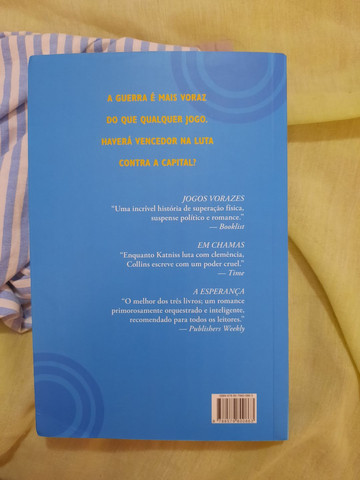 A GUERRA É MAIS VORAZ
DO QUE QUALQUER JOGO.
HAVERÁ VENCEDOR NA LUTA
CONTRA A CAPITAL?
JOGOS VORAZES
“Uma incrível história de superação física,
suspense político e romance.”
— Booklist
EM CHAMAS
“Enquanto Katniss luta com clemência,
Collins escreve com um poder cruel.”
— Time
A ESPERANÇA
“O melhor dos três livros; um romance
primorosamente orquestrado e inteligente,
recomendado para todos os leitores.”
— Publishers Weekly